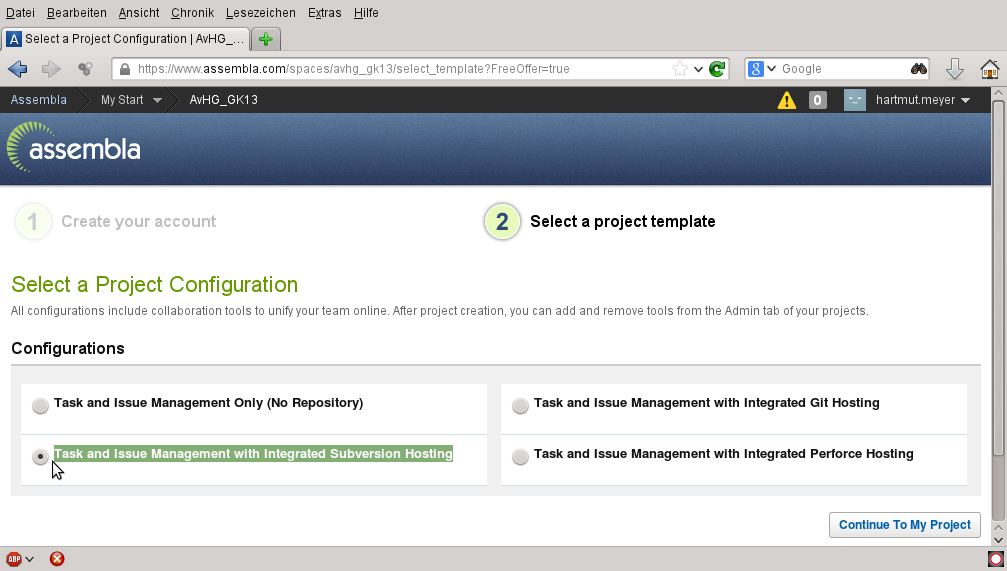 Datei Bearbeiten Ansicht Chronik Lesezeichen Extras Hilfe
A Select a Project Configuration | AvHG_...
https://www.assembla.com/spaces/avhg_gk13/select_template?FreeOffer=true
8 Google
Assembla My Start AvHG_GK13 0 hartmut.meyer
assembla
1 Create your account
2 Select a project template
Select a Project Configuration
All configurations include collaboration tools to unify your team online. After project creation, you can add and remove tools from the Admin tab of your projects.
Configurations
Task and Issue Management Only (No Repository)
Task and Issue Management with Integrated Git Hosting
Task and Issue Management with Integrated Subversion Hosting
Task and Issue Management with Integrated Perforce Hosting
Continue To My Project
ABP